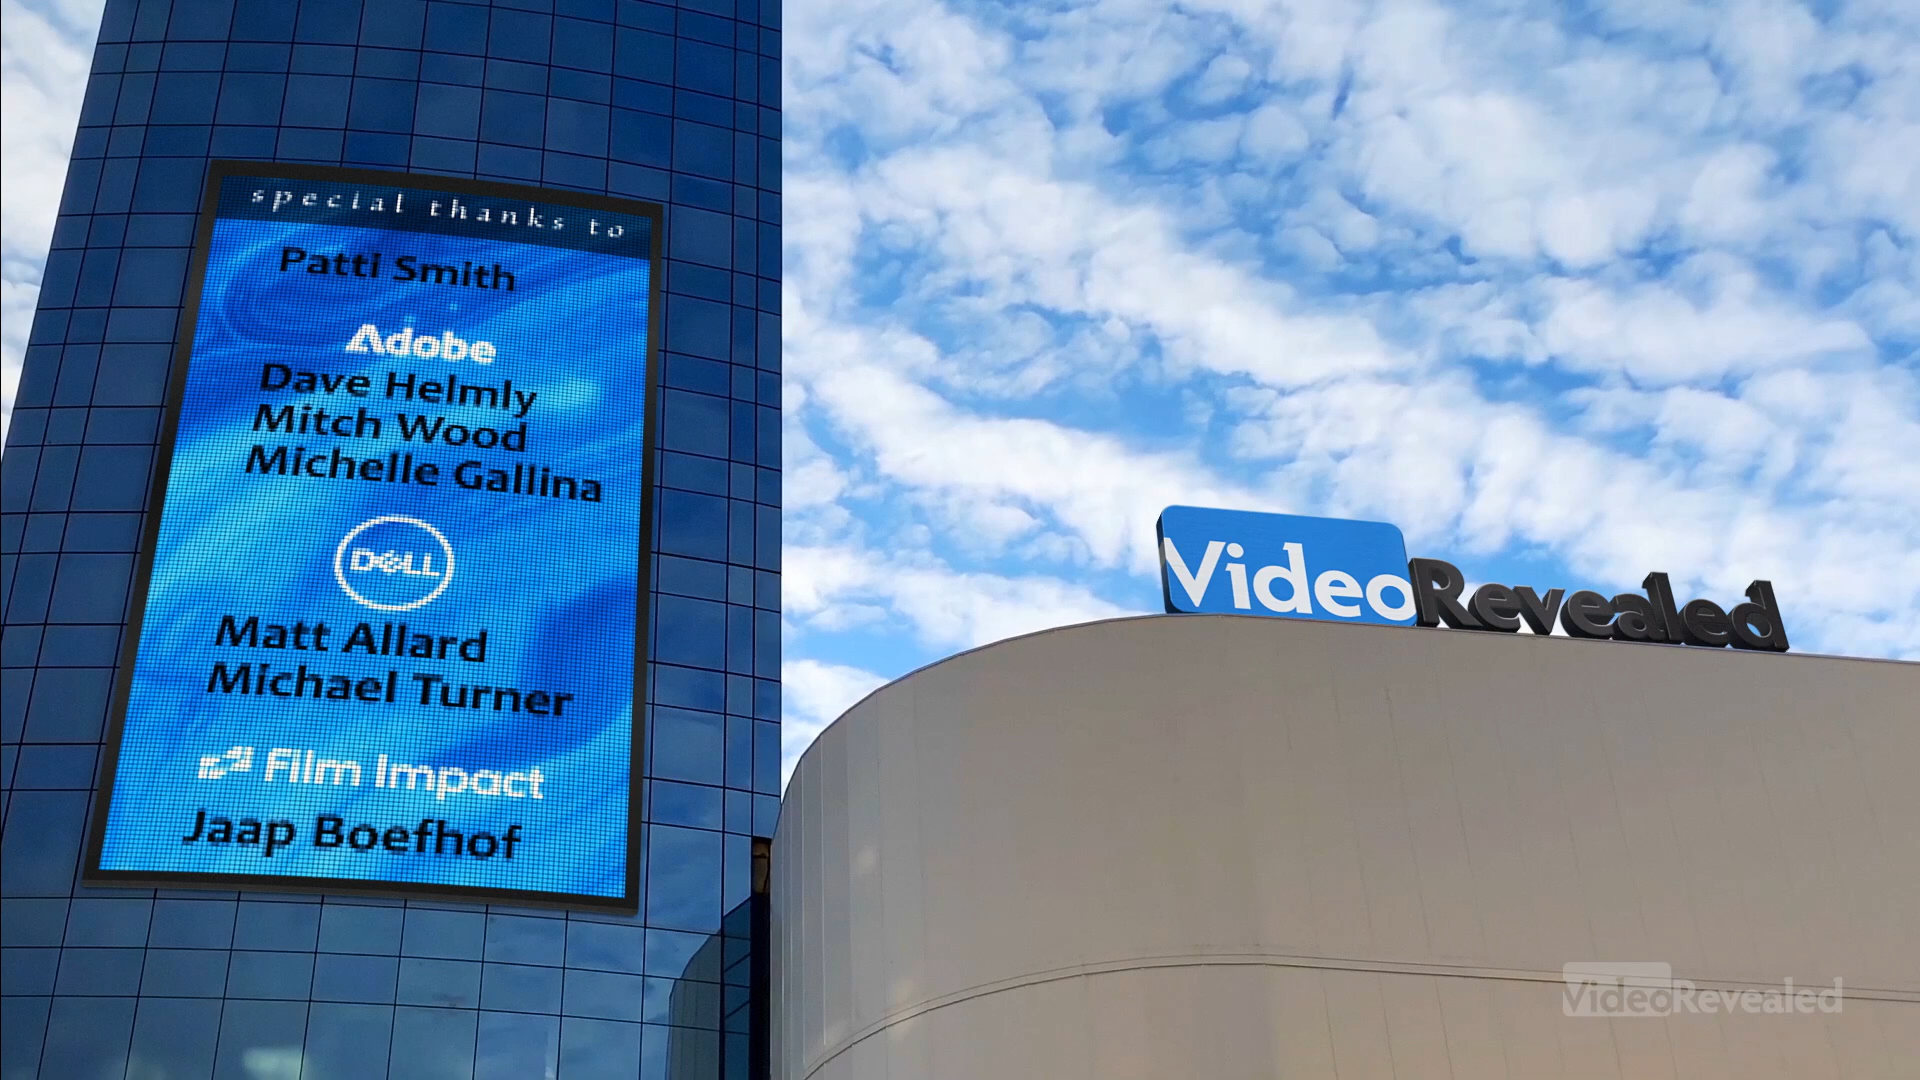 special thanks to
Patti Smith
Adobe
Dave Helmly
Mitch Wood
Michelle Gallina
DELL
Matt Allard
Michael Turner
Film Impact
Jaap Boefhof
VideoRevealed
VideoRevealed